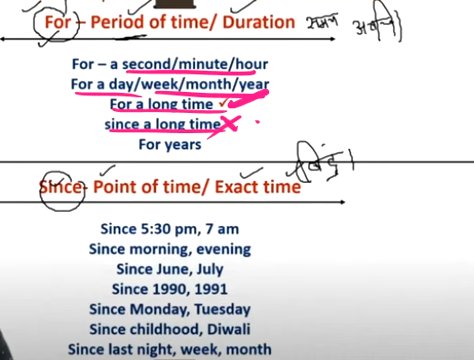 For - Period of time/ Duration समय अवधि
For – a second/minute/hour
For a day/week/month/year
For a long time ✓
since a long time ✗
For years
Since- Point of time/ Exact time बिंदु
Since 5:30 pm, 7 am
Since morning, evening
Since June, July
Since 1990, 1991
Since Monday, Tuesday
Since childhood, Diwali
Since last night, week, month